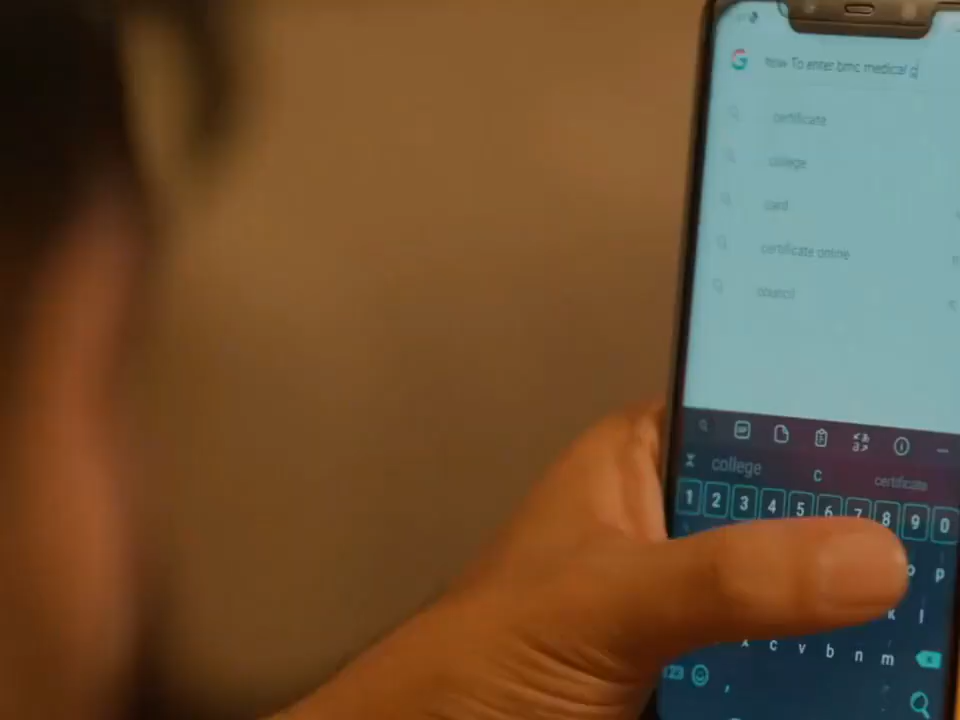 How To enter bmc medical c
certificate
college
card
certificate online
council
college c certificate
1 2 3 4 5 6 7 8 9 0
o p
k l
x c v b n m
123 ,